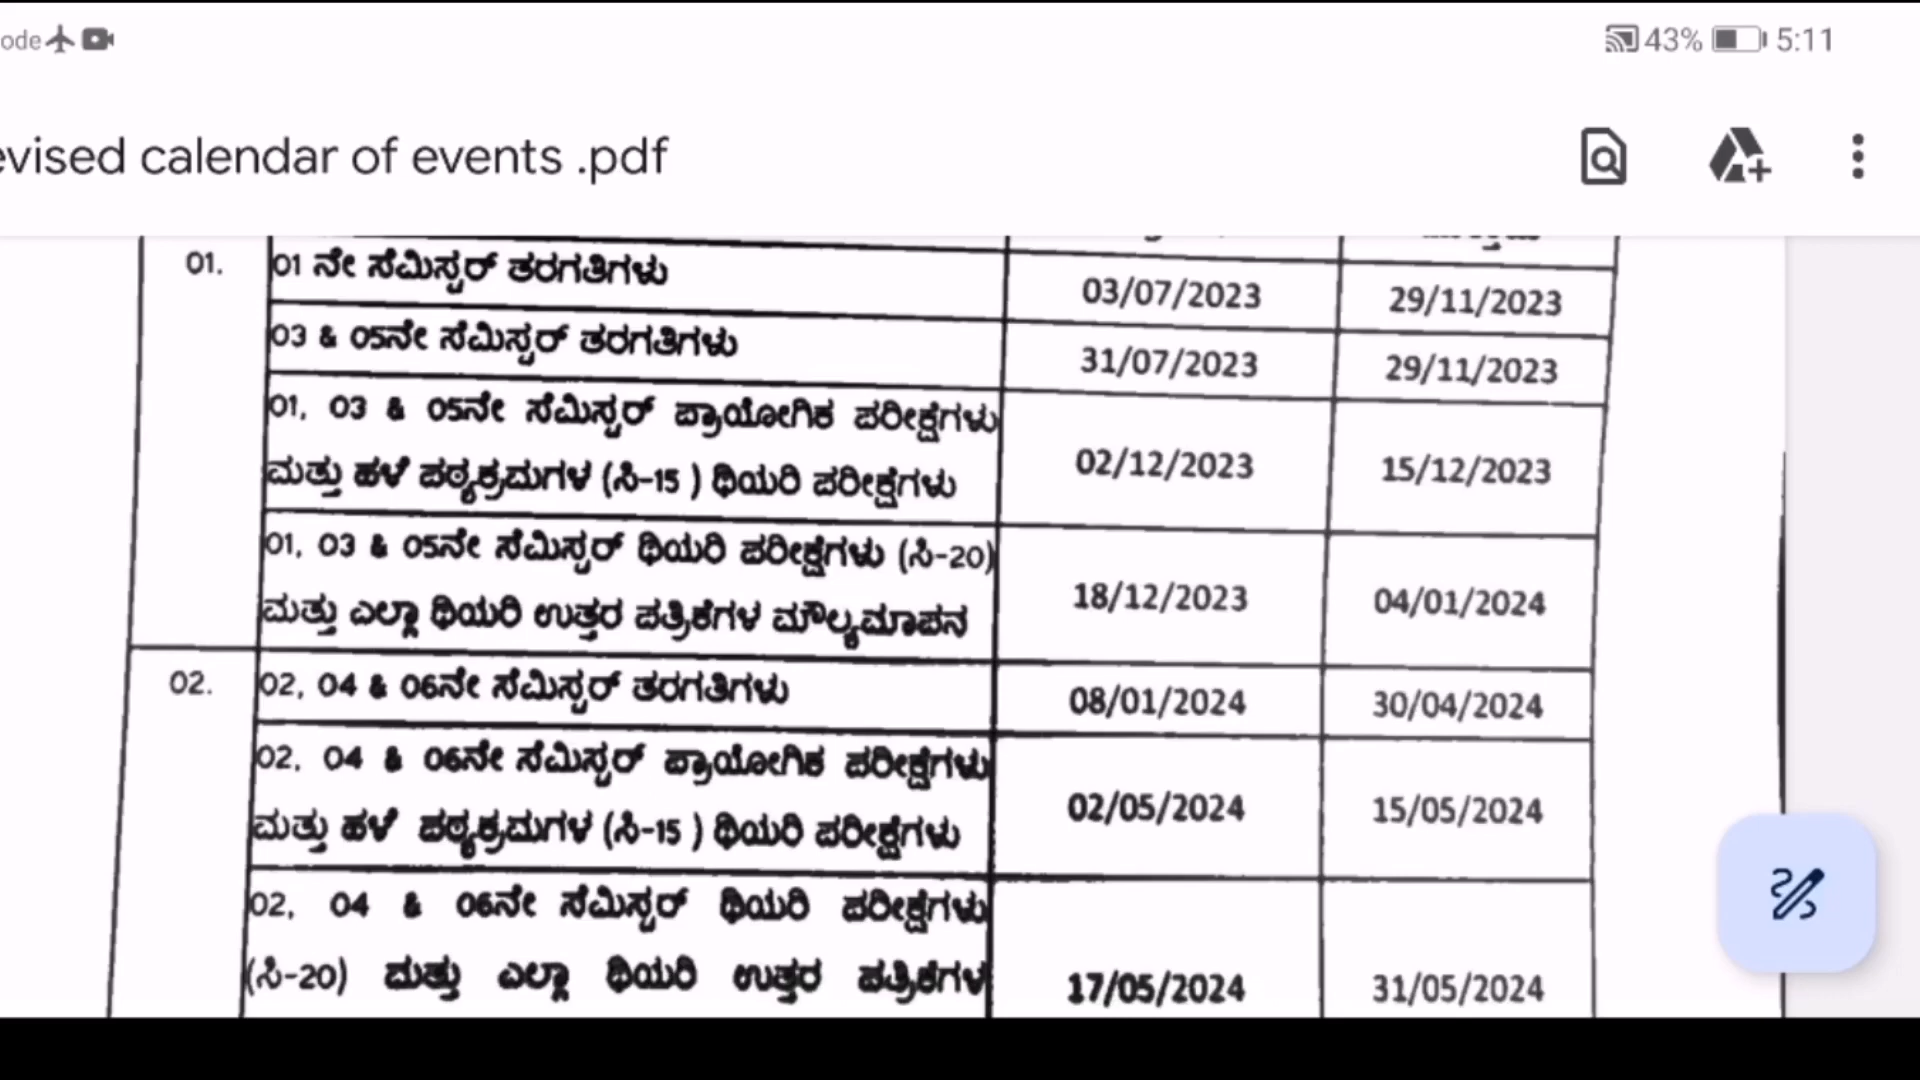 ode 43% 5:11
evised calendar of events .pdf
01. 01 ನೇ ಸೆಮಿಸ್ಟರ್ ತರಗತಿಗಳು 03/07/2023 29/11/2023
03 & 05ನೇ ಸೆಮಿಸ್ಟರ್ ತರಗತಿಗಳು 31/07/2023 29/11/2023
01, 03 & 05ನೇ ಸೆಮಿಸ್ಟರ್ ಪ್ರಾಯೋಗಿಕ ಪರೀಕ್ಷೆಗಳು
ಮತ್ತು ಹಳೆ ಪಠ್ಯಕ್ರಮಗಳ (ಸಿ-15 ) ಥಿಯರಿ ಪರೀಕ್ಷೆಗಳು 02/12/2023 15/12/2023
01, 03 & 05ನೇ ಸೆಮಿಸ್ಟರ್ ಥಿಯರಿ ಪರೀಕ್ಷೆಗಳು (ಸಿ-20)
ಮತ್ತು ಎಲ್ಲಾ ಥಿಯರಿ ಉತ್ತರ ಪತ್ರಿಕೆಗಳ ಮೌಲ್ಯಮಾಪನ 18/12/2023 04/01/2024
02. 02, 04 & 06ನೇ ಸೆಮಿಸ್ಟರ್ ತರಗತಿಗಳು 08/01/2024 30/04/2024
02, 04 & 06ನೇ ಸೆಮಿಸ್ಟರ್ ಪ್ರಾಯೋಗಿಕ ಪರೀಕ್ಷೆಗಳು
ಮತ್ತು ಹಳೆ ಪಠ್ಯಕ್ರಮಗಳ (ಸಿ-15 ) ಥಿಯರಿ ಪರೀಕ್ಷೆಗಳು 02/05/2024 15/05/2024
02, 04 & 06ನೇ ಸೆಮಿಸ್ಟರ್ ಥಿಯರಿ ಪರೀಕ್ಷೆಗಳು
(ಸಿ-20) ಮತ್ತು ಎಲ್ಲಾ ಥಿಯರಿ ಉತ್ತರ ಪತ್ರಿಕೆಗಳ 17/05/2024 31/05/2024